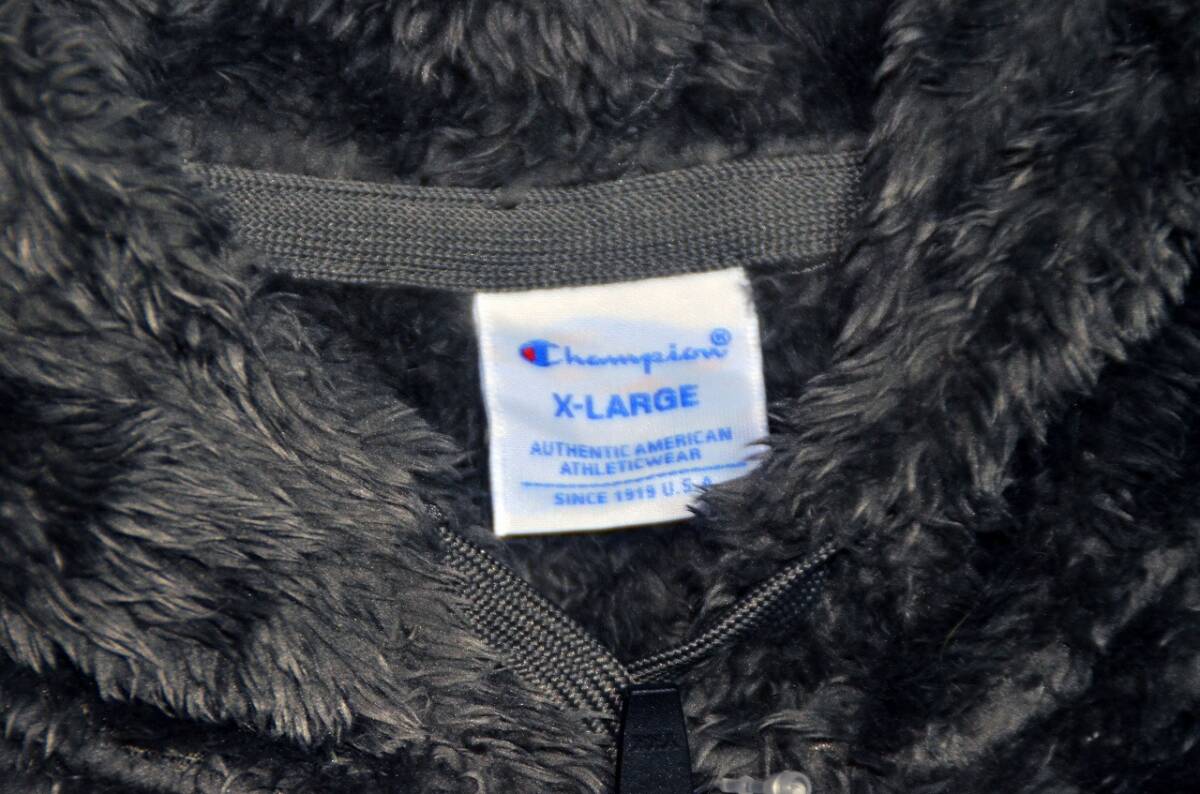 Champion®
X-LARGE
AUTHENTIC AMERICAN
ATHLETICWEAR
SINCE 1919 U.S.A.